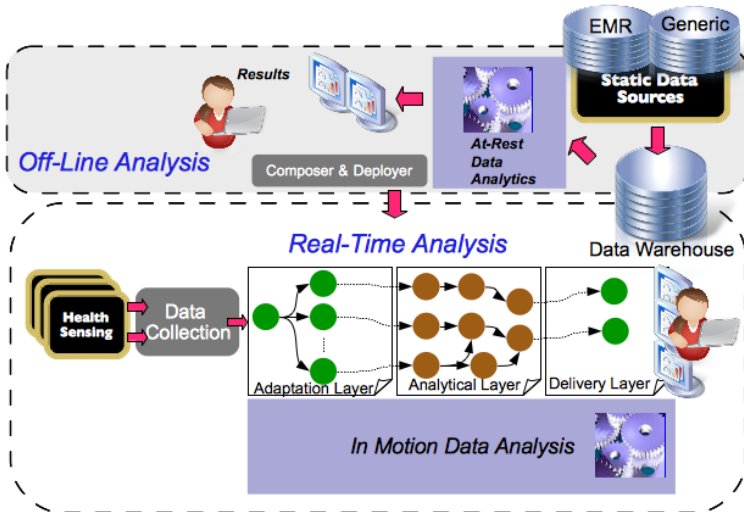 EMR
Generic
Static Data
Sources
Results
At-Rest
Data
Analytics
Off-Line Analysis
Composer & Deployer
Data Warehouse
Real-Time Analysis
Health
Sensing
Data
Collection
Adaptation Layer
Analytical Layer
Delivery Layer
In Motion Data Analysis